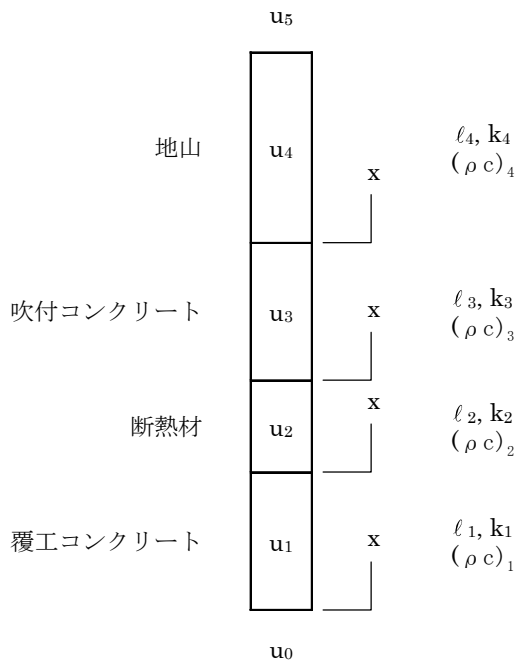 u5
地山 u4 x ℓ4, k4
(ρc)4
吹付コンクリート u3 x ℓ3, k3
(ρc)3
断熱材 u2 x ℓ2, k2
(ρc)2
覆工コンクリート u1 x ℓ1, k1
(ρc)1
u0